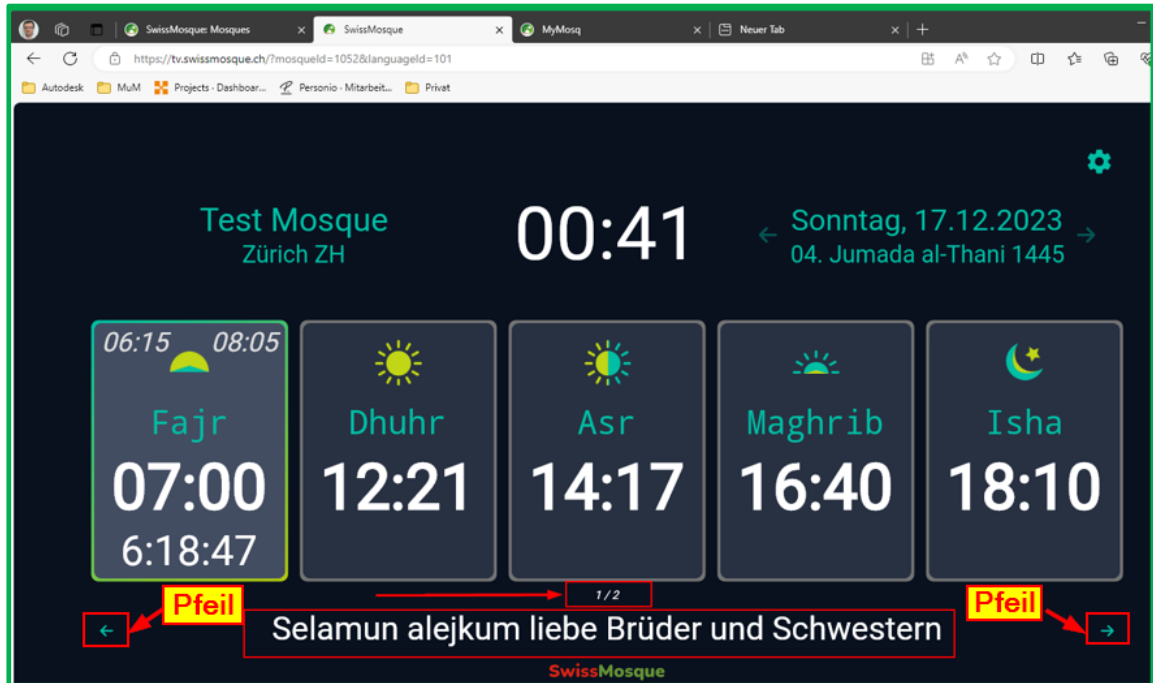 SwissMosque: Mosques
SwissMosque
MyMosq
Neuer Tab
https://tv.swissmosque.ch/?mosqueId=1052&languageId=101
Autodesk
MuM
Projects - Dashboar...
Personio - Mitarbeit...
Privat
Test Mosque
Zürich ZH
00:41
Sonntag, 17.12.2023
04. Jumada al-Thani 1445
06:15 08:05
Fajr
07:00
6:18:47
Dhuhr
12:21
Asr
14:17
Maghrib
16:40
Isha
18:10
1/2
Pfeil
Pfeil
Selamun alejkum liebe Brüder und Schwestern
SwissMosque